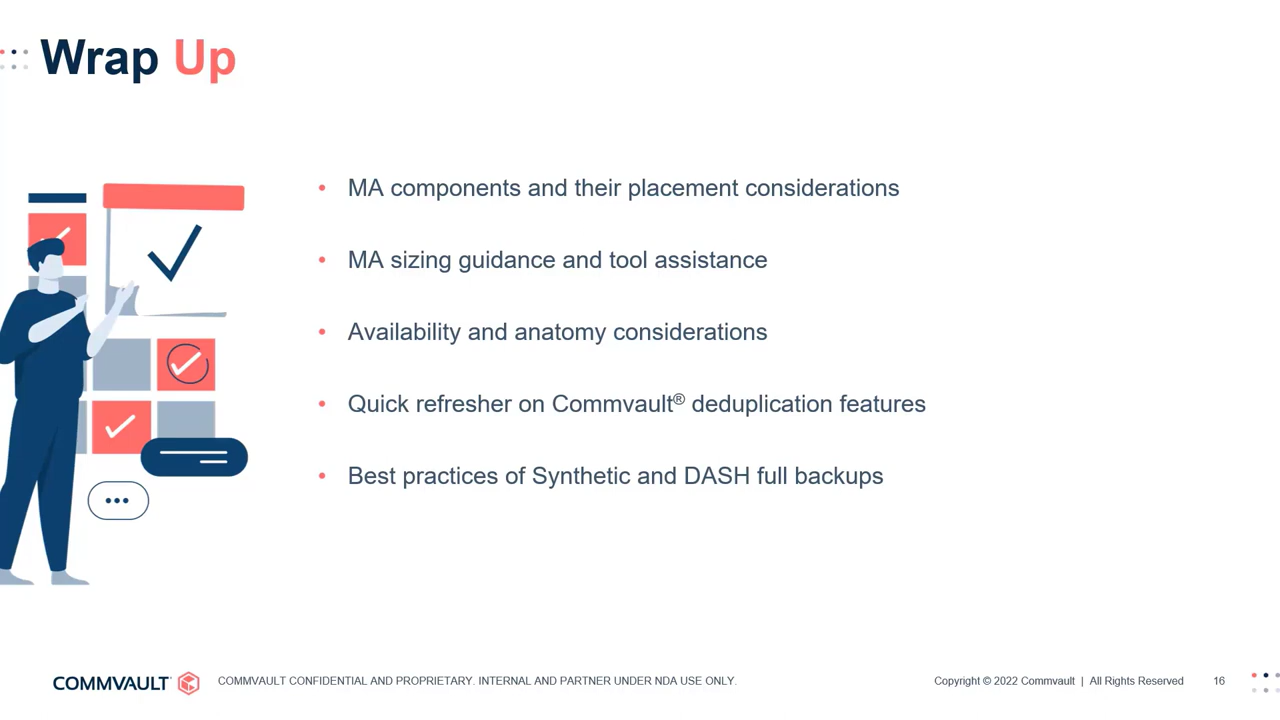 Wrap Up
• MA components and their placement considerations
• MA sizing guidance and tool assistance
• Availability and anatomy considerations
• Quick refresher on Commvault® deduplication features
• Best practices of Synthetic and DASH full backups
COMMVAULT COMMVAULT CONFIDENTIAL AND PROPRIETARY. INTERNAL AND PARTNER UNDER NDA USE ONLY. Copyright © 2022 Commvault | All Rights Reserved 16